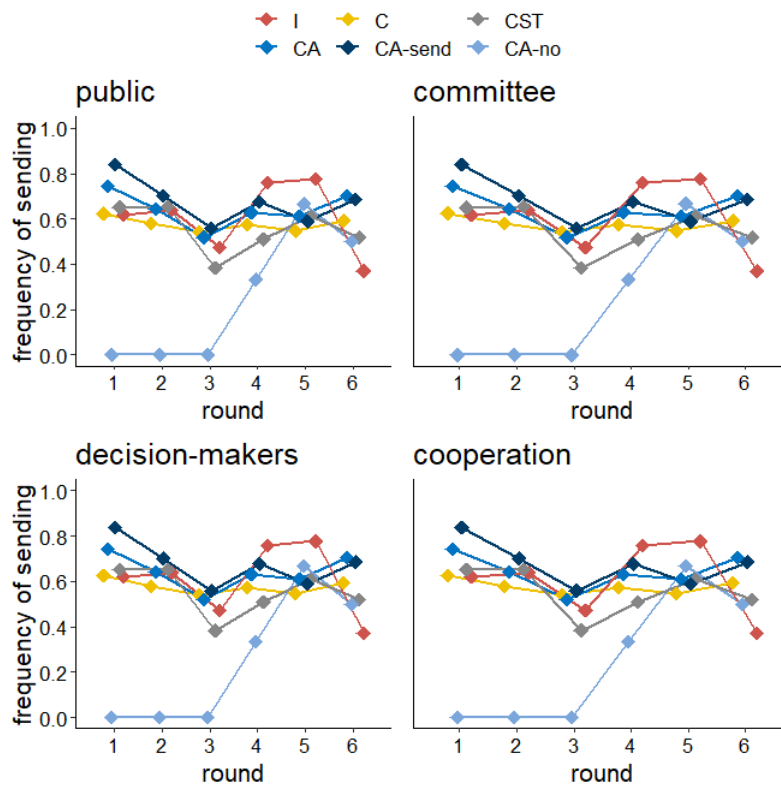 I C CST
CA CA-send CA-no
public committee
frequency of sending
1.0
0.8
0.6
0.4
0.2
0.0
1 2 3 4 5 6 1 2 3 4 5 6
round round
decision-makers cooperation
frequency of sending
1.0
0.8
0.6
0.4
0.2
0.0
1 2 3 4 5 6 1 2 3 4 5 6
round round